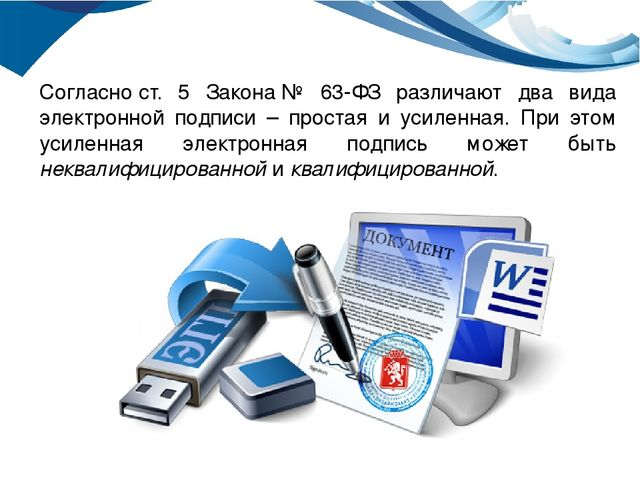 Согласно ст. 5 Закона № 63-ФЗ различают два вида
электронной подписи – простая и усиленная. При этом
усиленная электронная подпись может быть
неквалифицированной и квалифицированной.
ДОКУМЕНТ
W
ЭЦП